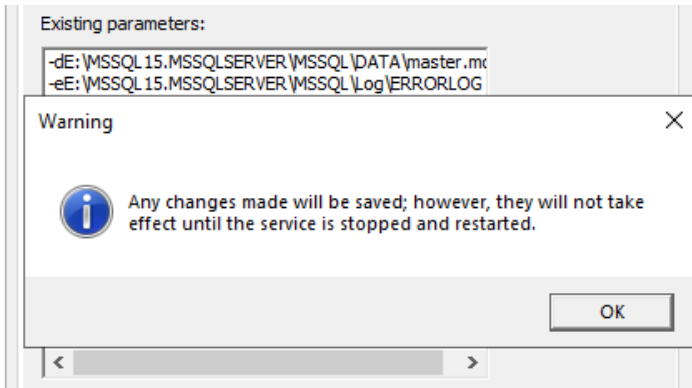 Existing parameters:
-dE:\MSSQL15.MSSQLSERVER\MSSQL\DATA\master.mc
-eE:\MSSQL15.MSSQLSERVER\MSSQL\Log\ERRORLOG
Warning
Any changes made will be saved; however, they will not take
effect until the service is stopped and restarted.
OK